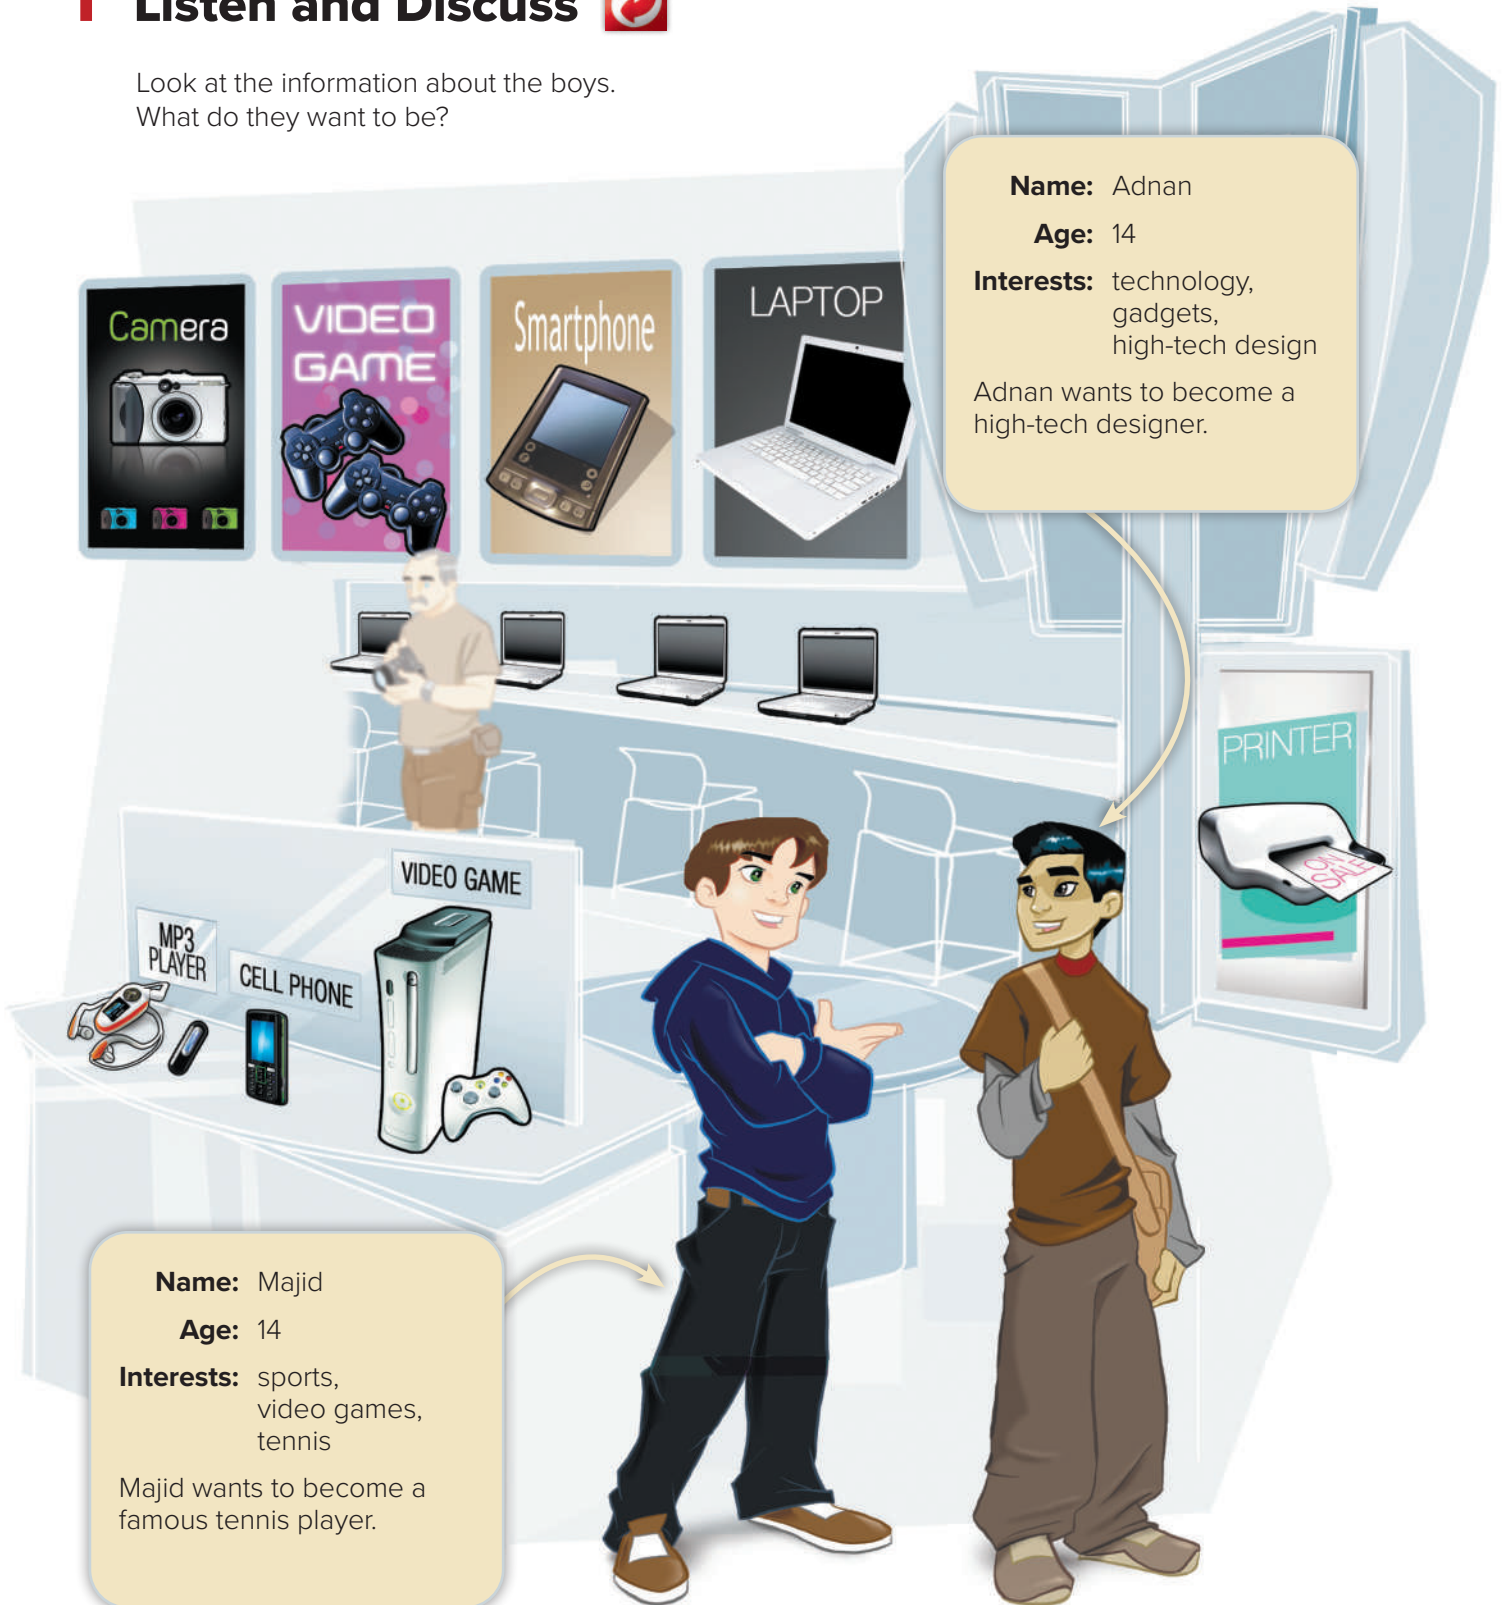 1 Listen and Discuss
Look at the information about the boys.
What do they want to be?
Name: Adnan
Age: 14
Interests: technology,
gadgets,
high-tech design
Adnan wants to become a
high-tech designer.
Camera
VIDEO
GAME
Smartphone
LAPTOP
PRINTER
ON
SALE
VIDEO GAME
MP3
PLAYER
CELL PHONE
Name: Majid
Age: 14
Interests: sports,
video games,
tennis
Majid wants to become a
famous tennis player.